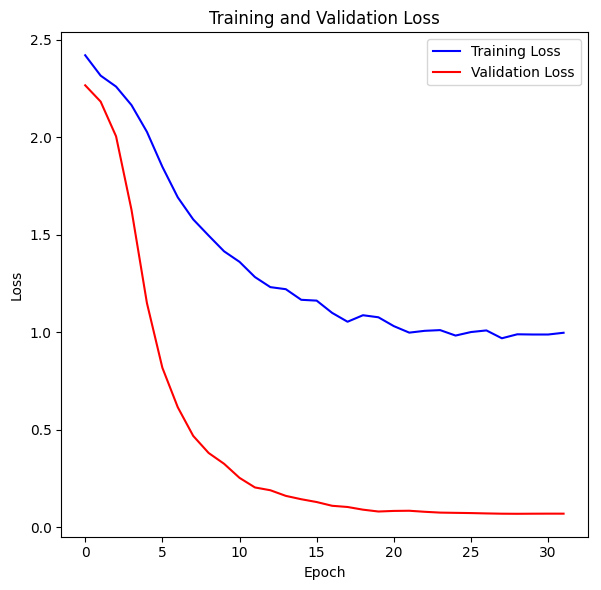 Training and Validation Loss
Training Loss
Validation Loss
2.5
2.0
1.5
1.0
0.5
0.0
Loss
0 5 10 15 20 25 30
Epoch